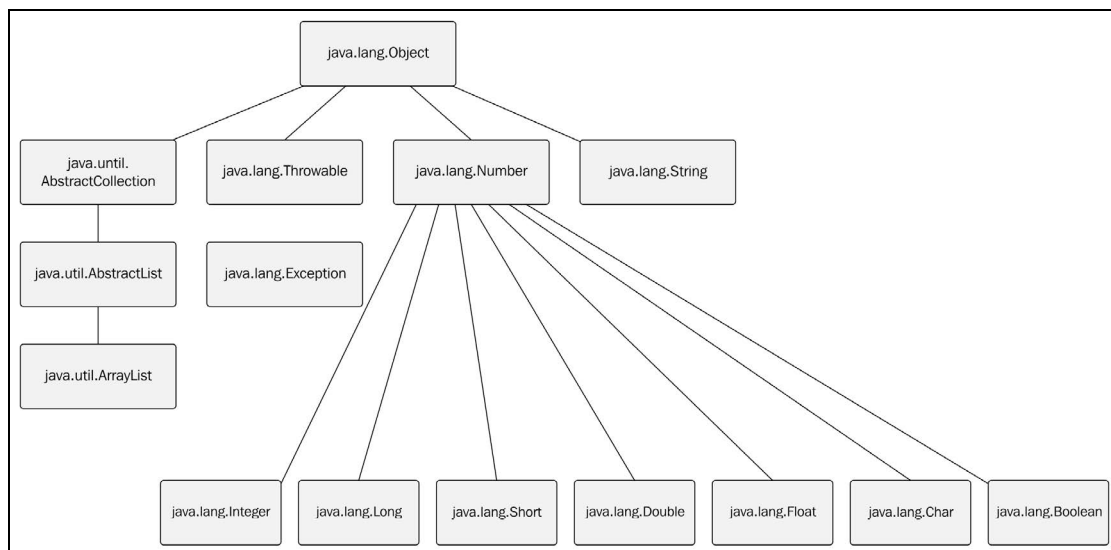 java.lang.Object
java.until.
AbstractCollection
java.lang.Throwable
java.lang.Number
java.lang.String
java.util.AbstractList
java.lang.Exception
java.util.ArrayList
java.lang.Integer
java.lang.Long
java.lang.Short
java.lang.Double
java.lang.Float
java.lang.Char
java.lang.Boolean